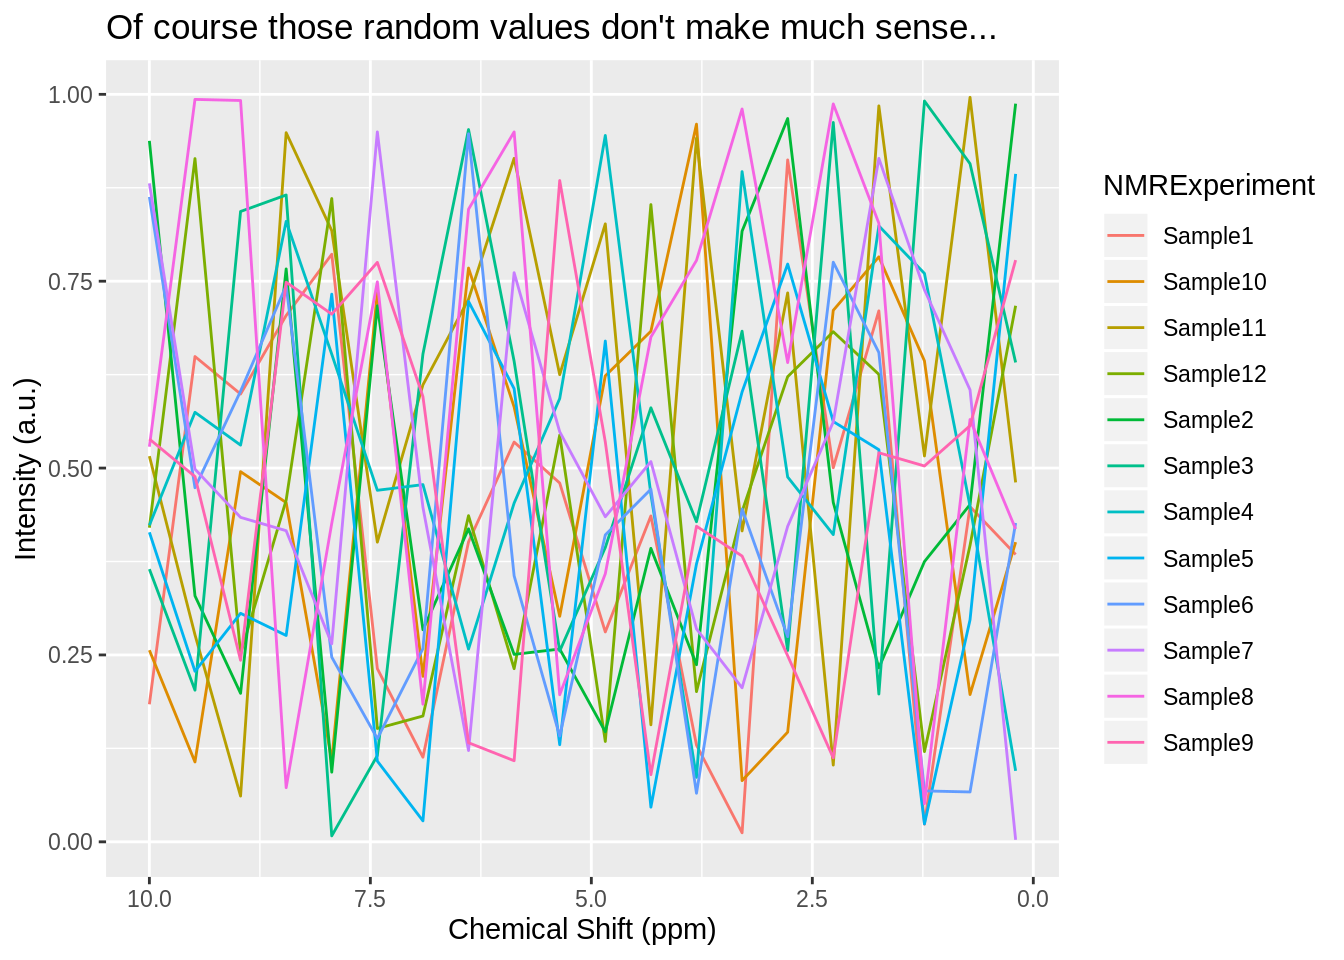 Of course those random values don't make much sense...
1.00
0.75
0.50
0.25
0.00
Intensity (a.u.)
10.0 7.5 5.0 2.5 0.0
Chemical Shift (ppm)
NMRExperiment
Sample1
Sample10
Sample11
Sample12
Sample2
Sample3
Sample4
Sample5
Sample6
Sample7
Sample8
Sample9